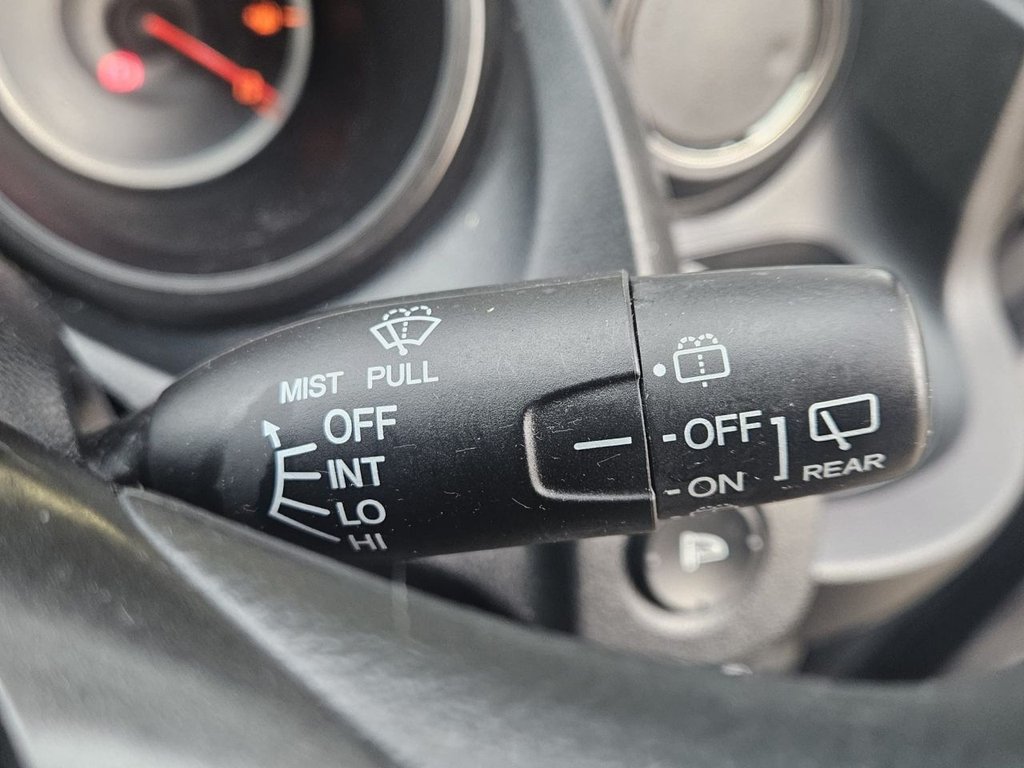 MIST PULL
OFF
INT
LO
HI
OFF
ON
REAR
P